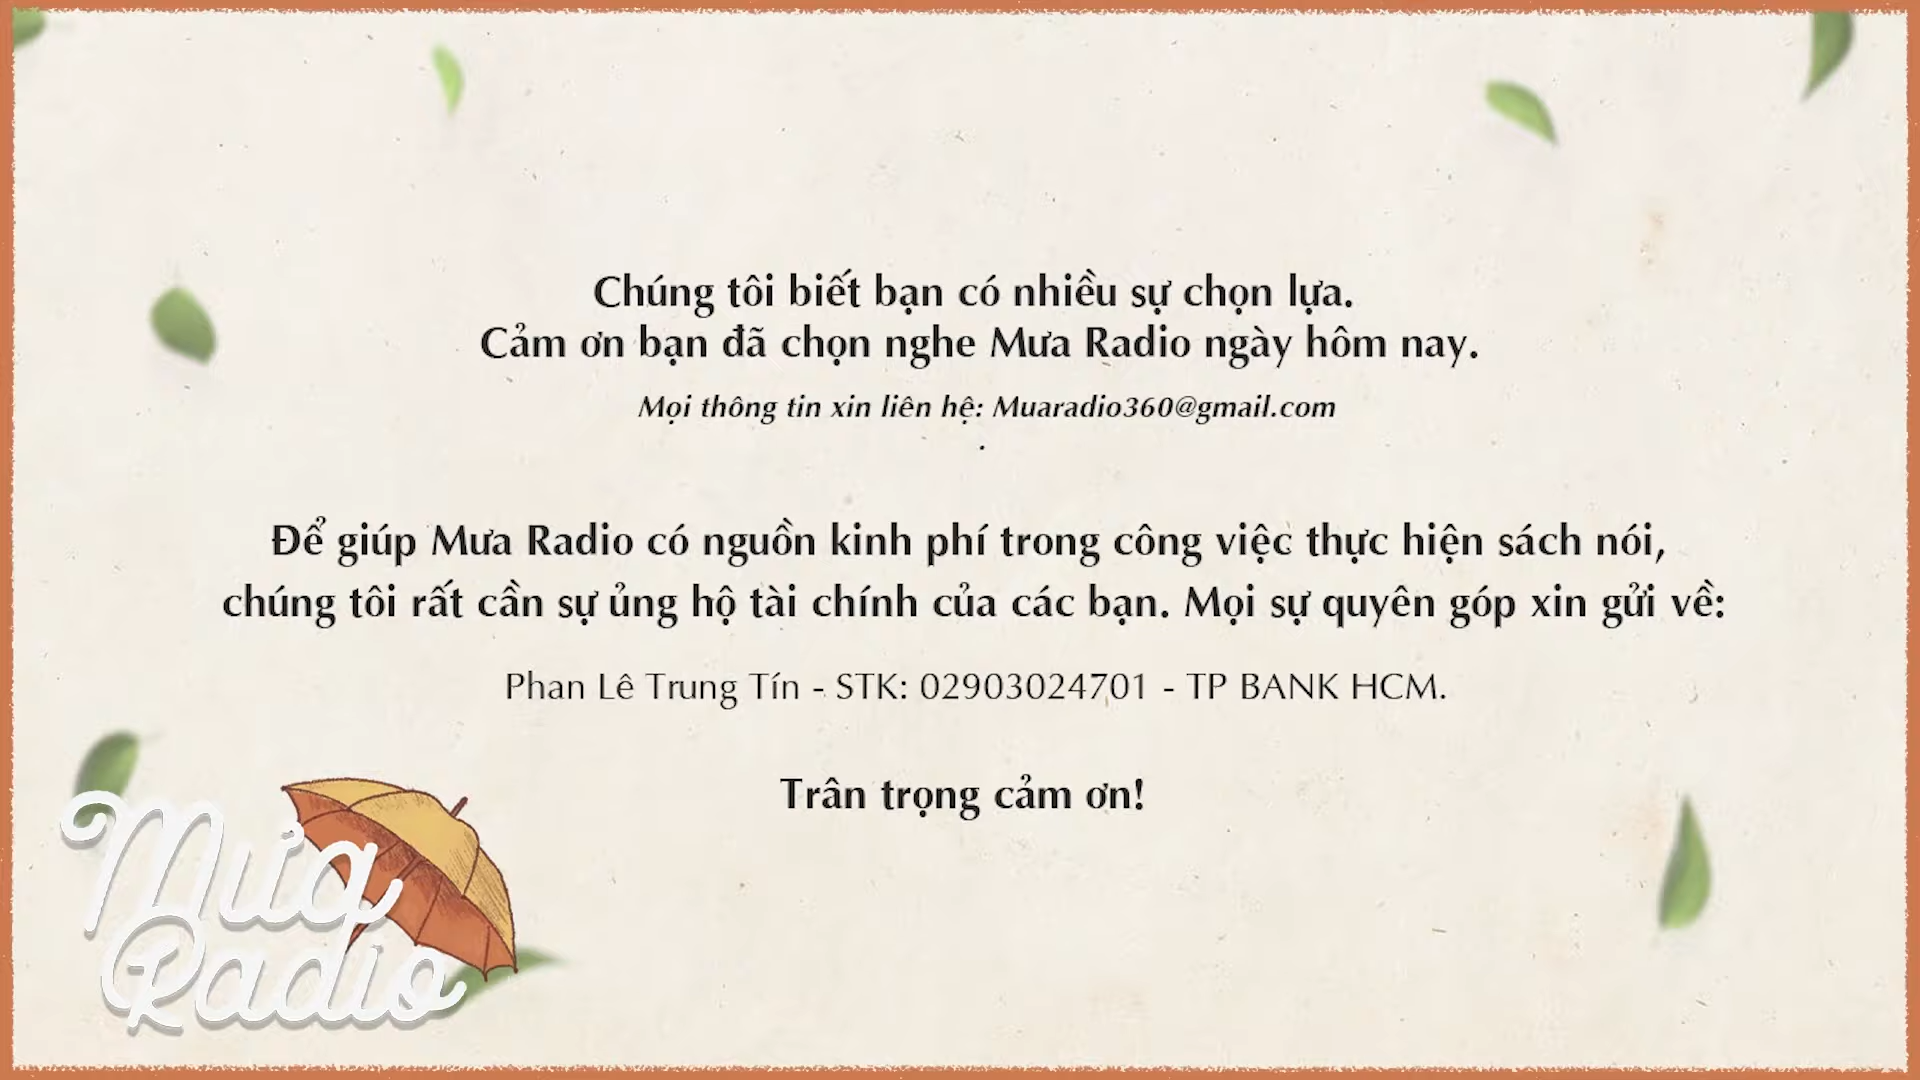 Chúng tôi biết bạn có nhiều sự chọn lựa.
Cảm ơn bạn đã chọn nghe Mưa Radio ngày hôm nay.
Mọi thông tin xin liên hệ: Muaradio360@gmail.com
.
Để giúp Mưa Radio có nguồn kinh phí trong công việc thực hiện sách nói,
chúng tôi rất cần sự ủng hộ tài chính của các bạn. Mọi sự quyên góp xin gửi về:
Phan Lê Trung Tín - STK: 02903024701 - TP BANK HCM.
Trân trọng cảm ơn!
Mưa
Radio